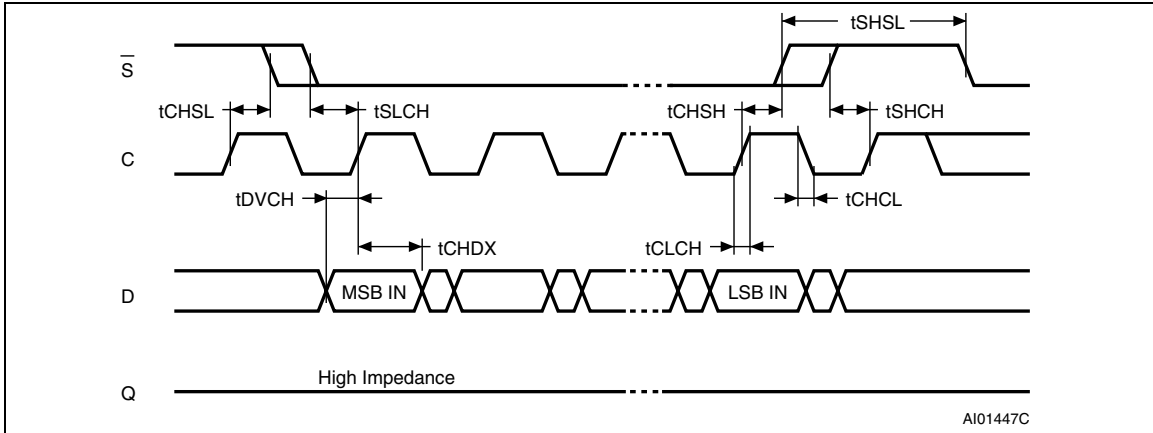 tSHSL
S
tCHSL
tSLCH
tCHSH
tSHCH
C
tDVCH
tCHCL
tCHDX
tCLCH
D
MSB IN
LSB IN
High Impedance
Q
AI01447C